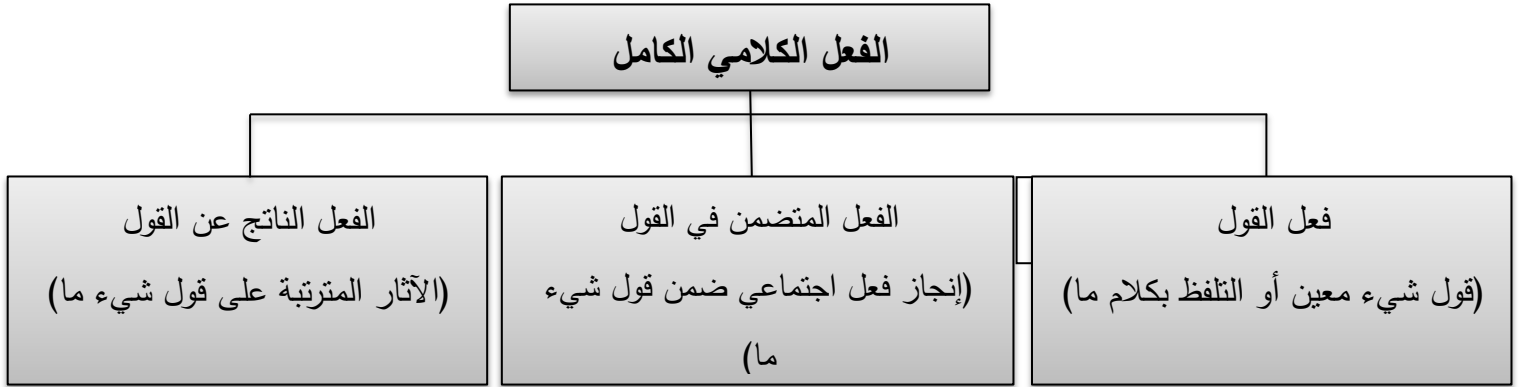 الفعل الكلامي الكامل
فعل القول
(قول شيء معين أو التلفظ بكلام ما)
الفعل المتضمن في القول
(إنجاز فعل اجتماعي ضمن قول شيء
ما)
الفعل الناتج عن القول
(الآثار المترتبة على قول شيء ما)